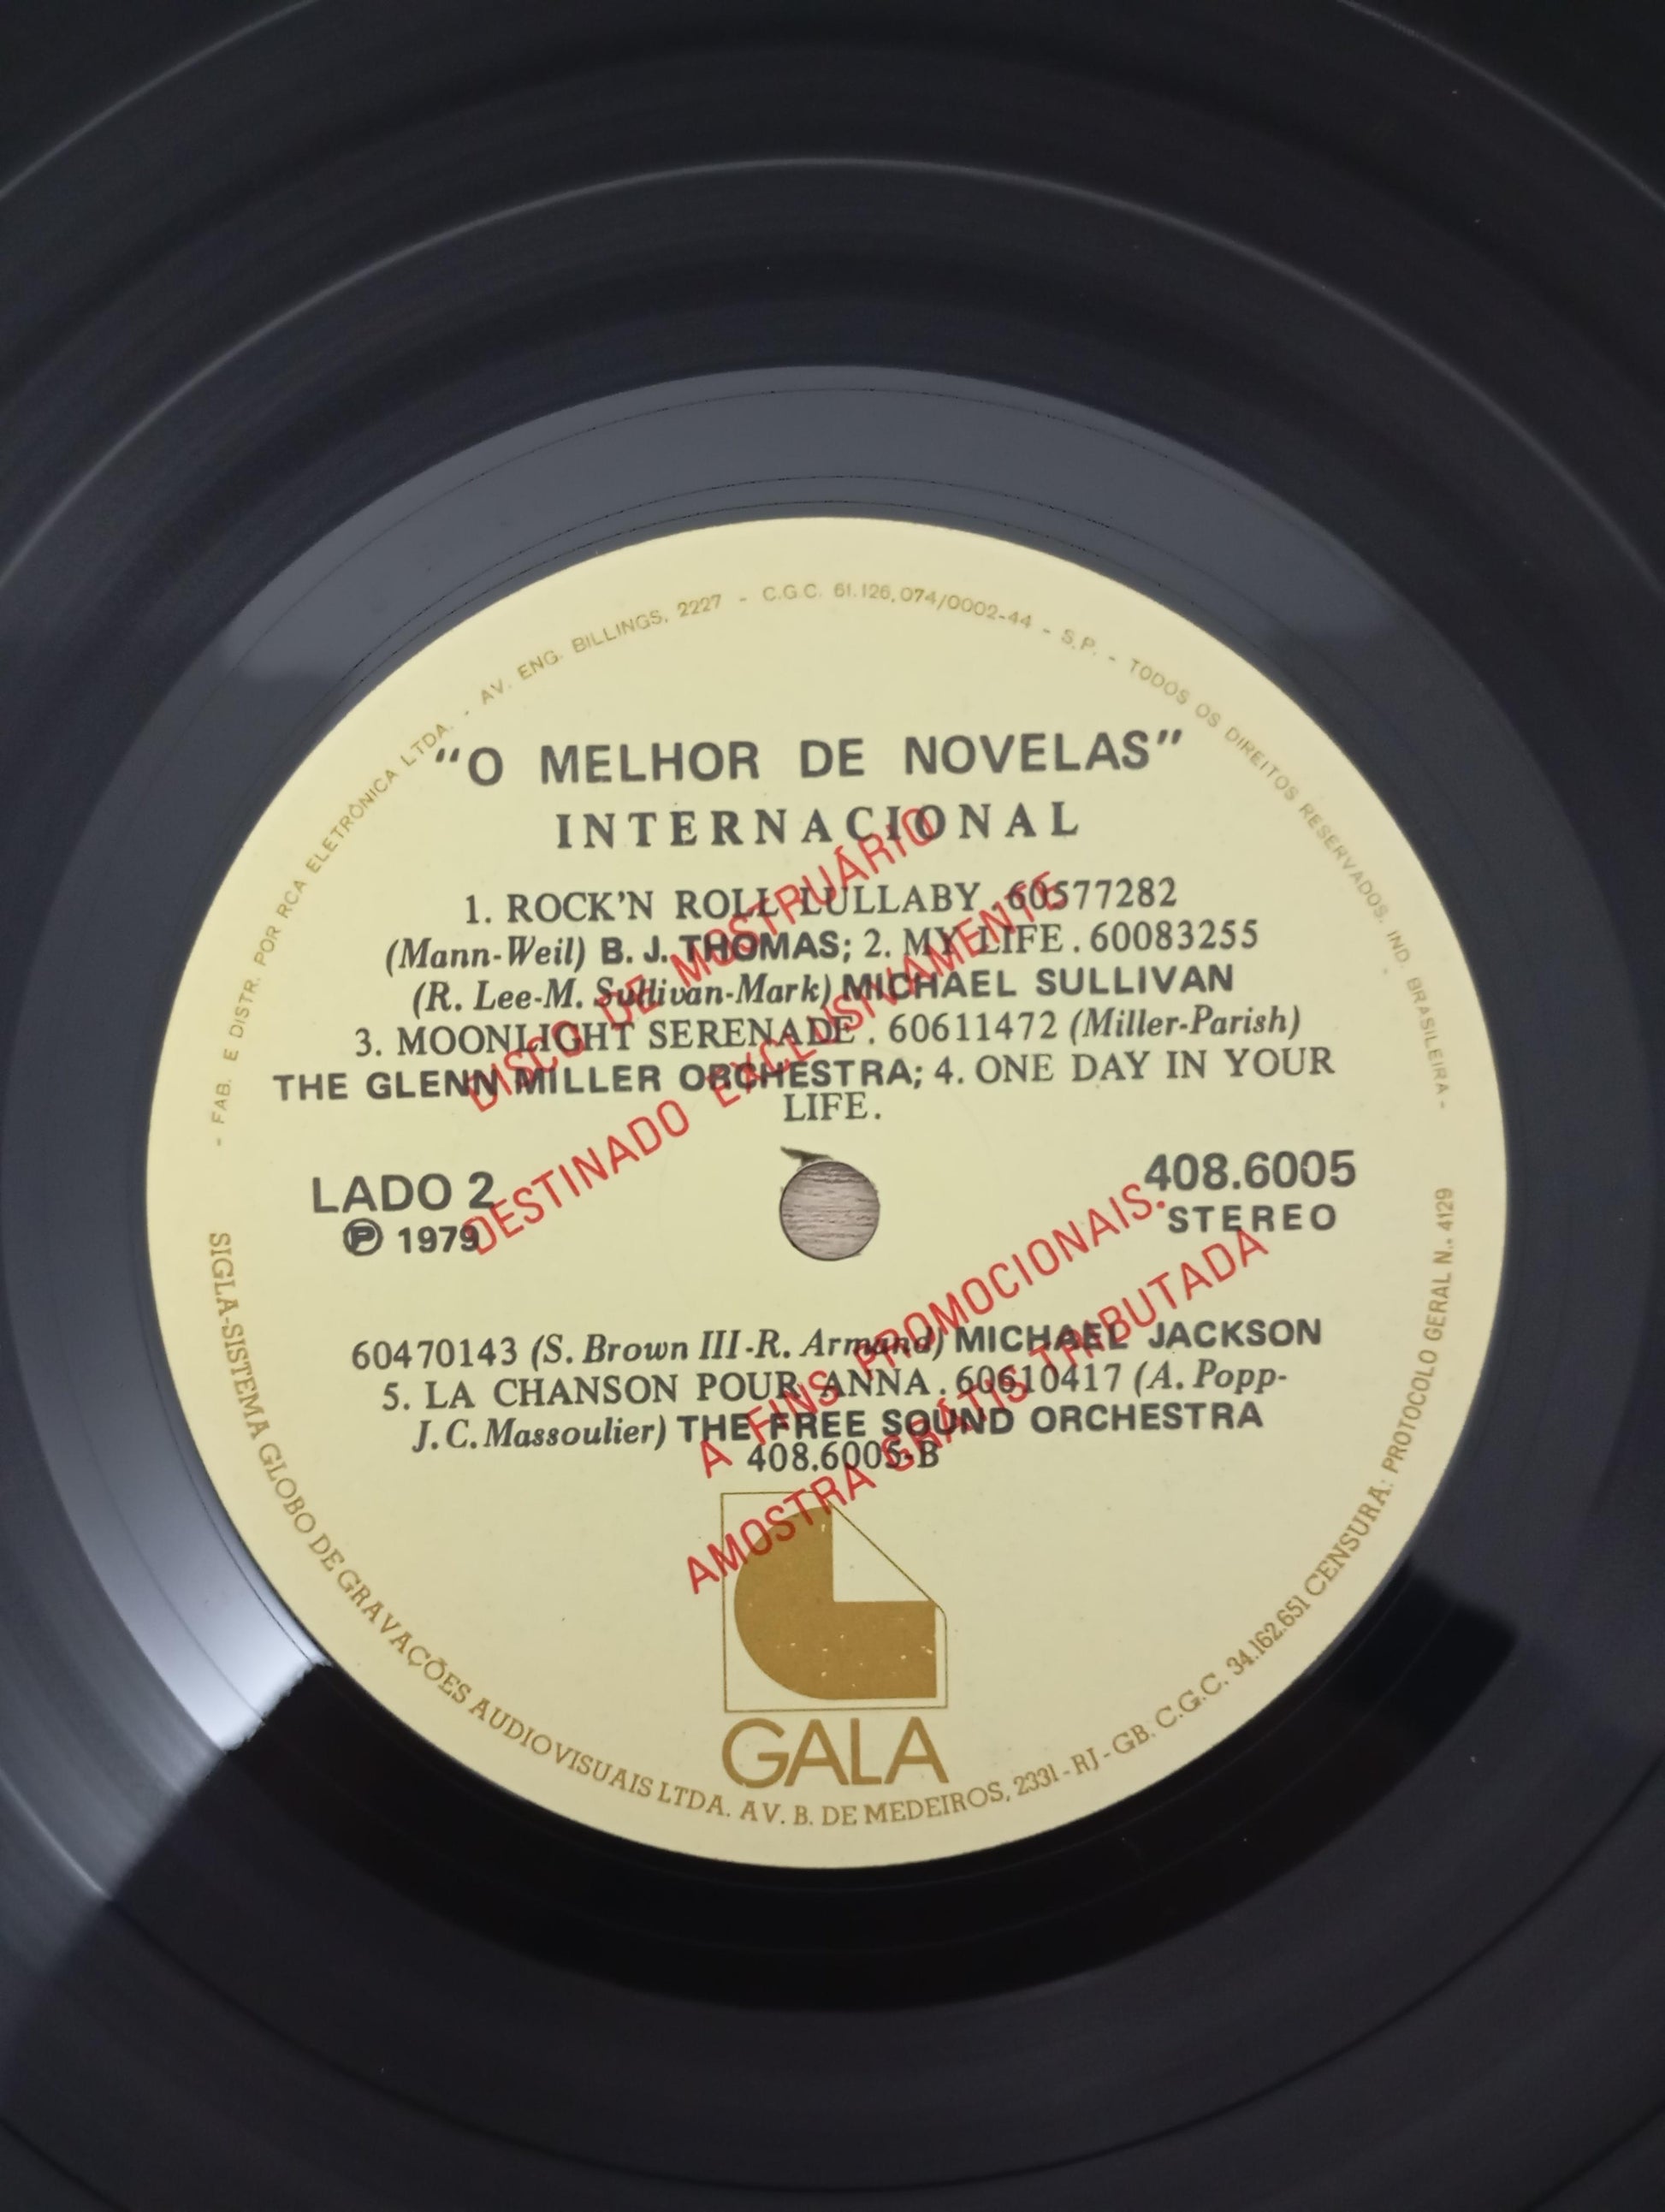 - FAB. E DISTR. POR RCA ELETRÔNICA LTDA. - AV. ENG. BILLINGS, 2227 - C.G.C. 61.126.074/0002-44 - S.P. - TODOS OS DIREITOS RESERVADOS. IND. BRASILEIRA -
"O MELHOR DE NOVELAS"
INTERNACIONAL
1. ROCK'N ROLL LULLABY . 60577282
(Mann-Weil) B. J. THOMAS; 2. MY LIFE . 60083255
(R. Lee-M. Sullivan-Mark) MICHAEL SULLIVAN
3. MOONLIGHT SERENADE . 60611472 (Miller-Parish)
THE GLENN MILLER ORCHESTRA; 4. ONE DAY IN YOUR
LIFE.
LADO 2
℗ 1979
408.6005
STEREO
60470143 (S. Brown III-R. Armand) MICHAEL JACKSON
5. LA CHANSON POUR ANNA . 60610417 (A. Popp-
J. C. Massoulier) THE FREE SOUND ORCHESTRA
408.6005-B
DISCO DE MOSTRUÁRIO
DESTINADO EXCLUSIVAMENTE
A FINS PROMOCIONAIS.
AMOSTRA GRÁTIS TRIBUTADA
GALA
SIGLA-SISTEMA GLOBO DE GRAVAÇÕES AUDIOVISUAIS LTDA. AV. B. DE MEDEIROS, 2331 - RJ - GB. C.G.C. 34.162.651 CENSURA: PROTOCOLO GERAL N.. 4129